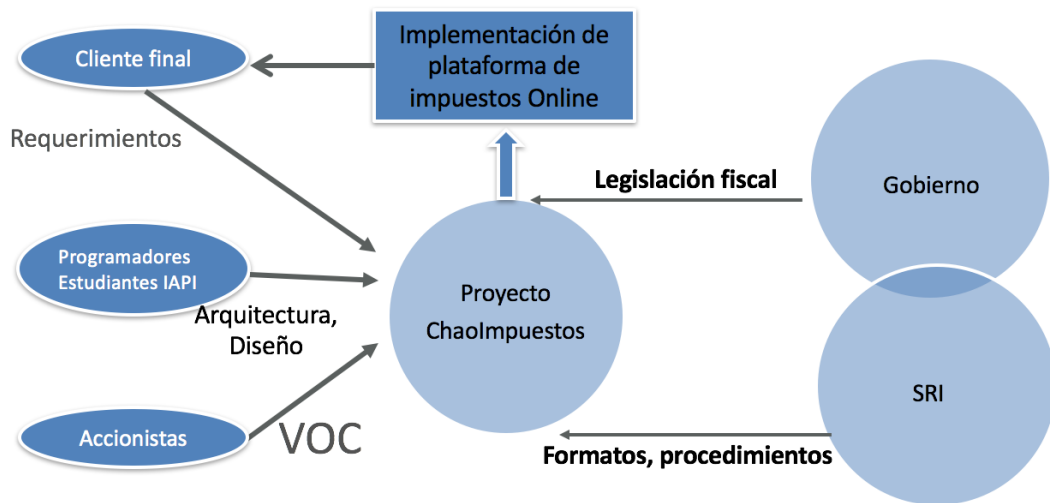 Cliente final
Implementación de
plataforma de
impuestos Online
Requerimientos
Legislación fiscal
Gobierno
Programadores
Estudiantes IAPI
Arquitectura,
Diseño
Proyecto
ChaoImpuestos
SRI
Accionistas
VOC
Formatos, procedimientos